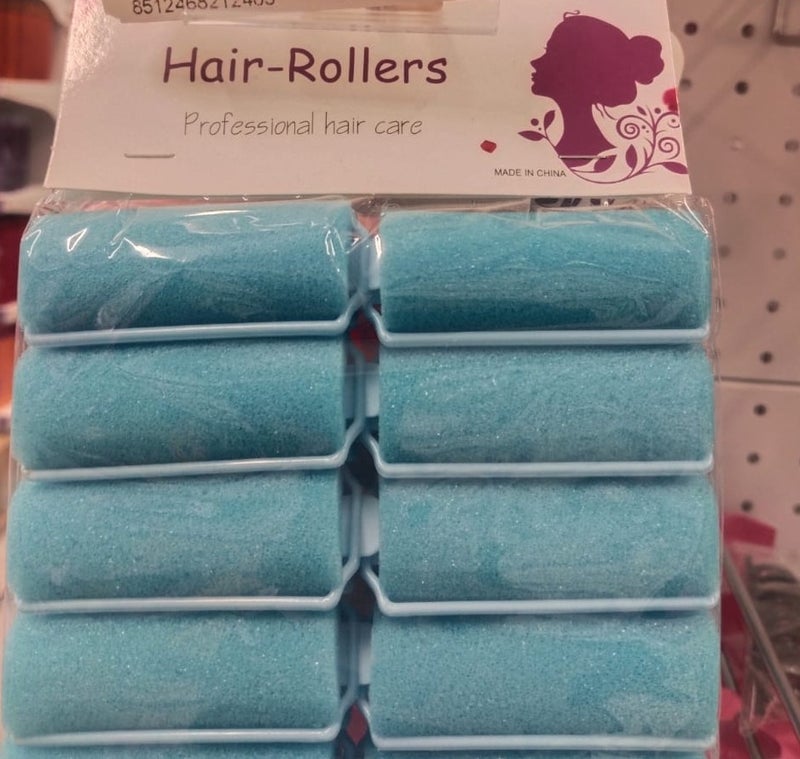 Hair-Rollers
Professional hair care
MADE IN CHINA